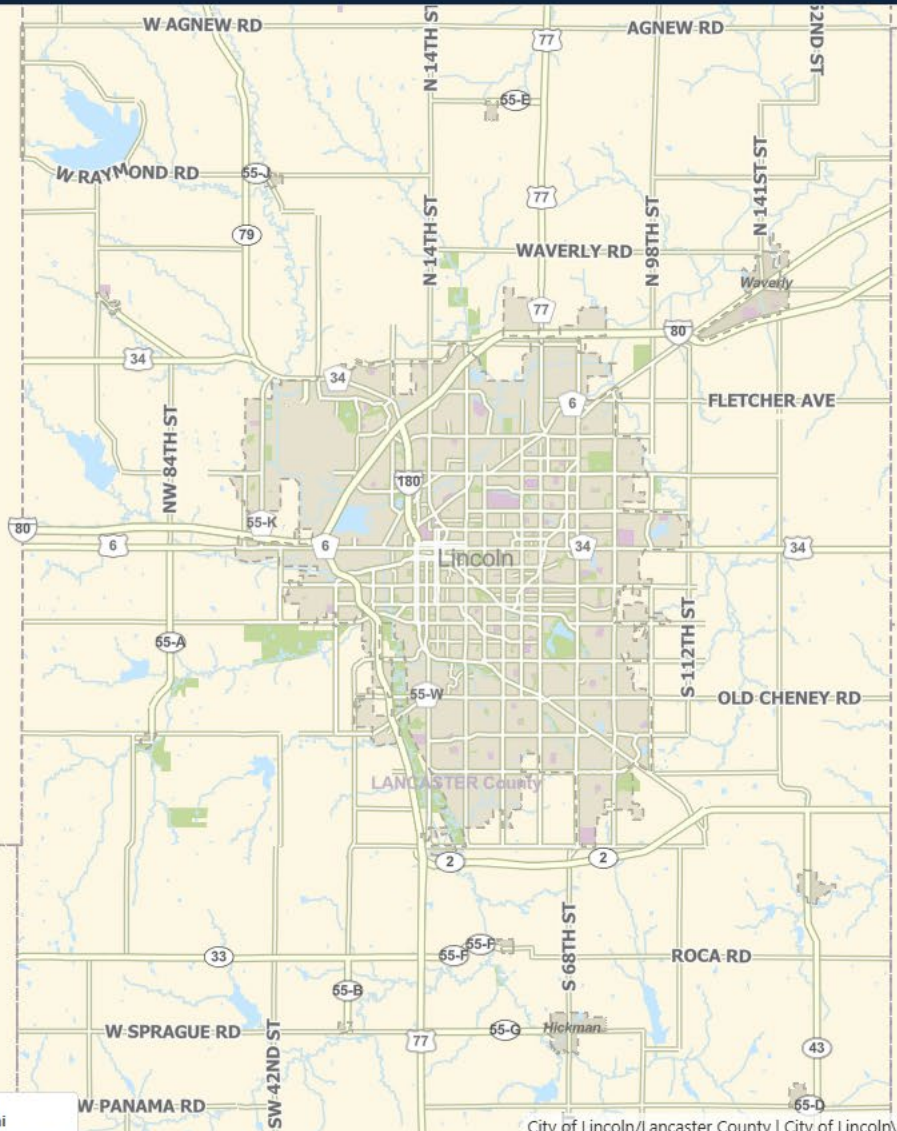 W AGNEW RD
N 14TH ST
77
AGNEW RD
52ND ST
55-E
W RAYMOND RD
55-J
77
N 141ST ST
79
N 14TH ST
WAVERLY RD
N 98TH ST
Waverly
77
80
34
34
6
FLETCHER AVE
NW 84TH ST
180
80
6
55-K
6
Lincoln
34
34
55-A
S 112TH ST
55-W
OLD CHENEY RD
LANCASTER County
2
2
S 68TH ST
33
55-F
55-F
ROCA RD
55-B
W SPRAGUE RD
SW 42ND ST
77
55-G
Hickman
43
W PANAMA RD
55-D
City of Lincoln/Lancaster County | City of Lincoln\